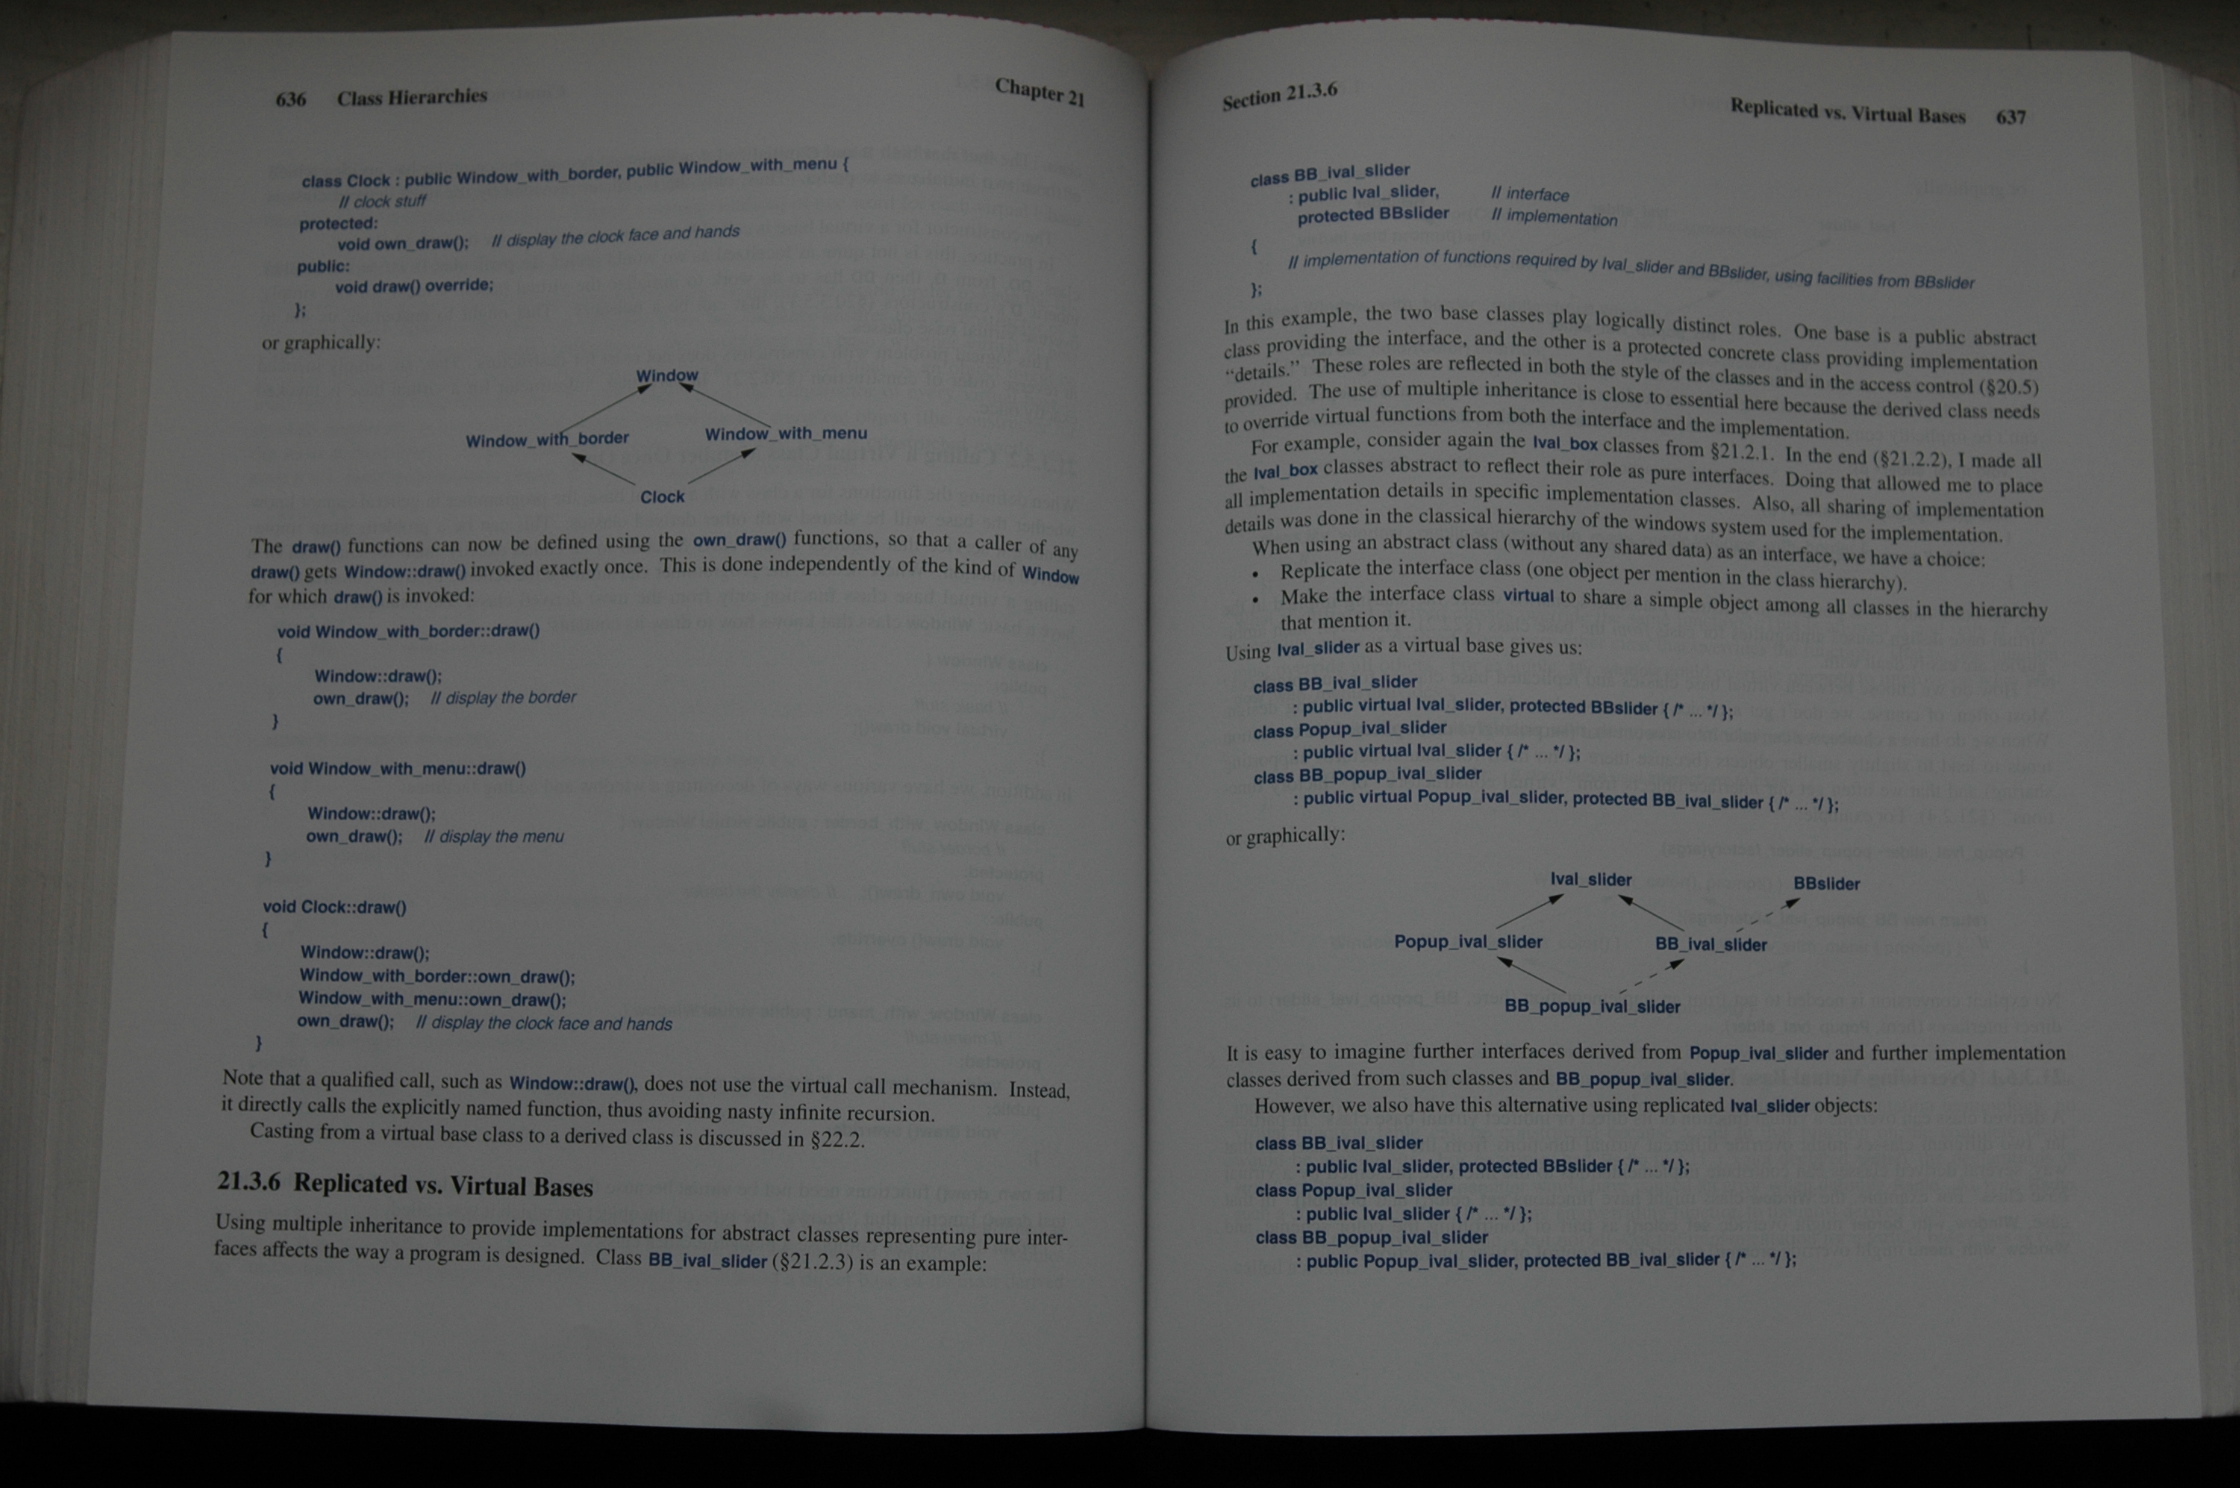 636 Class Hierarchies Chapter 21
class Clock : public Window_with_border, public Window_with_menu {
// clock stuff
protected:
void own_draw(); // display the clock face and hands
public:
void draw() override;
};
or graphically:
Window
Window_with_border Window_with_menu
Clock
The draw() functions can now be defined using the own_draw() functions, so that a caller of any
draw() gets Window::draw() invoked exactly once. This is done independently of the kind of Window
for which draw() is invoked:
void Window_with_border::draw()
{
Window::draw();
own_draw(); // display the border
}
void Window_with_menu::draw()
{
Window::draw();
own_draw(); // display the menu
}
void Clock::draw()
{
Window::draw();
Window_with_border::own_draw();
Window_with_menu::own_draw();
own_draw(); // display the clock face and hands
}
Note that a qualified call, such as Window::draw(), does not use the virtual call mechanism. Instead,
it directly calls the explicitly named function, thus avoiding nasty infinite recursion.
Casting from a virtual base class to a derived class is discussed in §22.2.
21.3.6 Replicated vs. Virtual Bases
Using multiple inheritance to provide implementations for abstract classes representing pure inter-
faces affects the way a program is designed. Class BB_ival_slider (§21.2.3) is an example:
Section 21.3.6 Replicated vs. Virtual Bases 637
class BB_ival_slider
: public Ival_slider, // interface
protected BBslider // implementation
{
// implementation of functions required by Ival_slider and BBslider, using facilities from BBslider
};
In this example, the two base classes play logically distinct roles. One base is a public abstract
class providing the interface, and the other is a protected concrete class providing implementation
“details.” These roles are reflected in both the style of the classes and in the access control (§20.5)
provided. The use of multiple inheritance is close to essential here because the derived class needs
to override virtual functions from both the interface and the implementation.
For example, consider again the Ival_box classes from §21.2.1. In the end (§21.2.2), I made all
the Ival_box classes abstract to reflect their role as pure interfaces. Doing that allowed me to place
all implementation details in specific implementation classes. Also, all sharing of implementation
details was done in the classical hierarchy of the windows system used for the implementation.
When using an abstract class (without any shared data) as an interface, we have a choice:
• Replicate the interface class (one object per mention in the class hierarchy).
• Make the interface class virtual to share a simple object among all classes in the hierarchy
that mention it.
Using Ival_slider as a virtual base gives us:
class BB_ival_slider
: public virtual Ival_slider, protected BBslider { /* ... */ };
class Popup_ival_slider
: public virtual Ival_slider { /* ... */ };
class BB_popup_ival_slider
: public virtual Popup_ival_slider, protected BB_ival_slider { /* ... */ };
or graphically:
Ival_slider BBslider
Popup_ival_slider BB_ival_slider
BB_popup_ival_slider
It is easy to imagine further interfaces derived from Popup_ival_slider and further implementation
classes derived from such classes and BB_popup_ival_slider.
However, we also have this alternative using replicated Ival_slider objects:
class BB_ival_slider
: public Ival_slider, protected BBslider { /* ... */ };
class Popup_ival_slider
: public Ival_slider { /* ... */ };
class BB_popup_ival_slider
: public Popup_ival_slider, protected BB_ival_slider { /* ... */ };